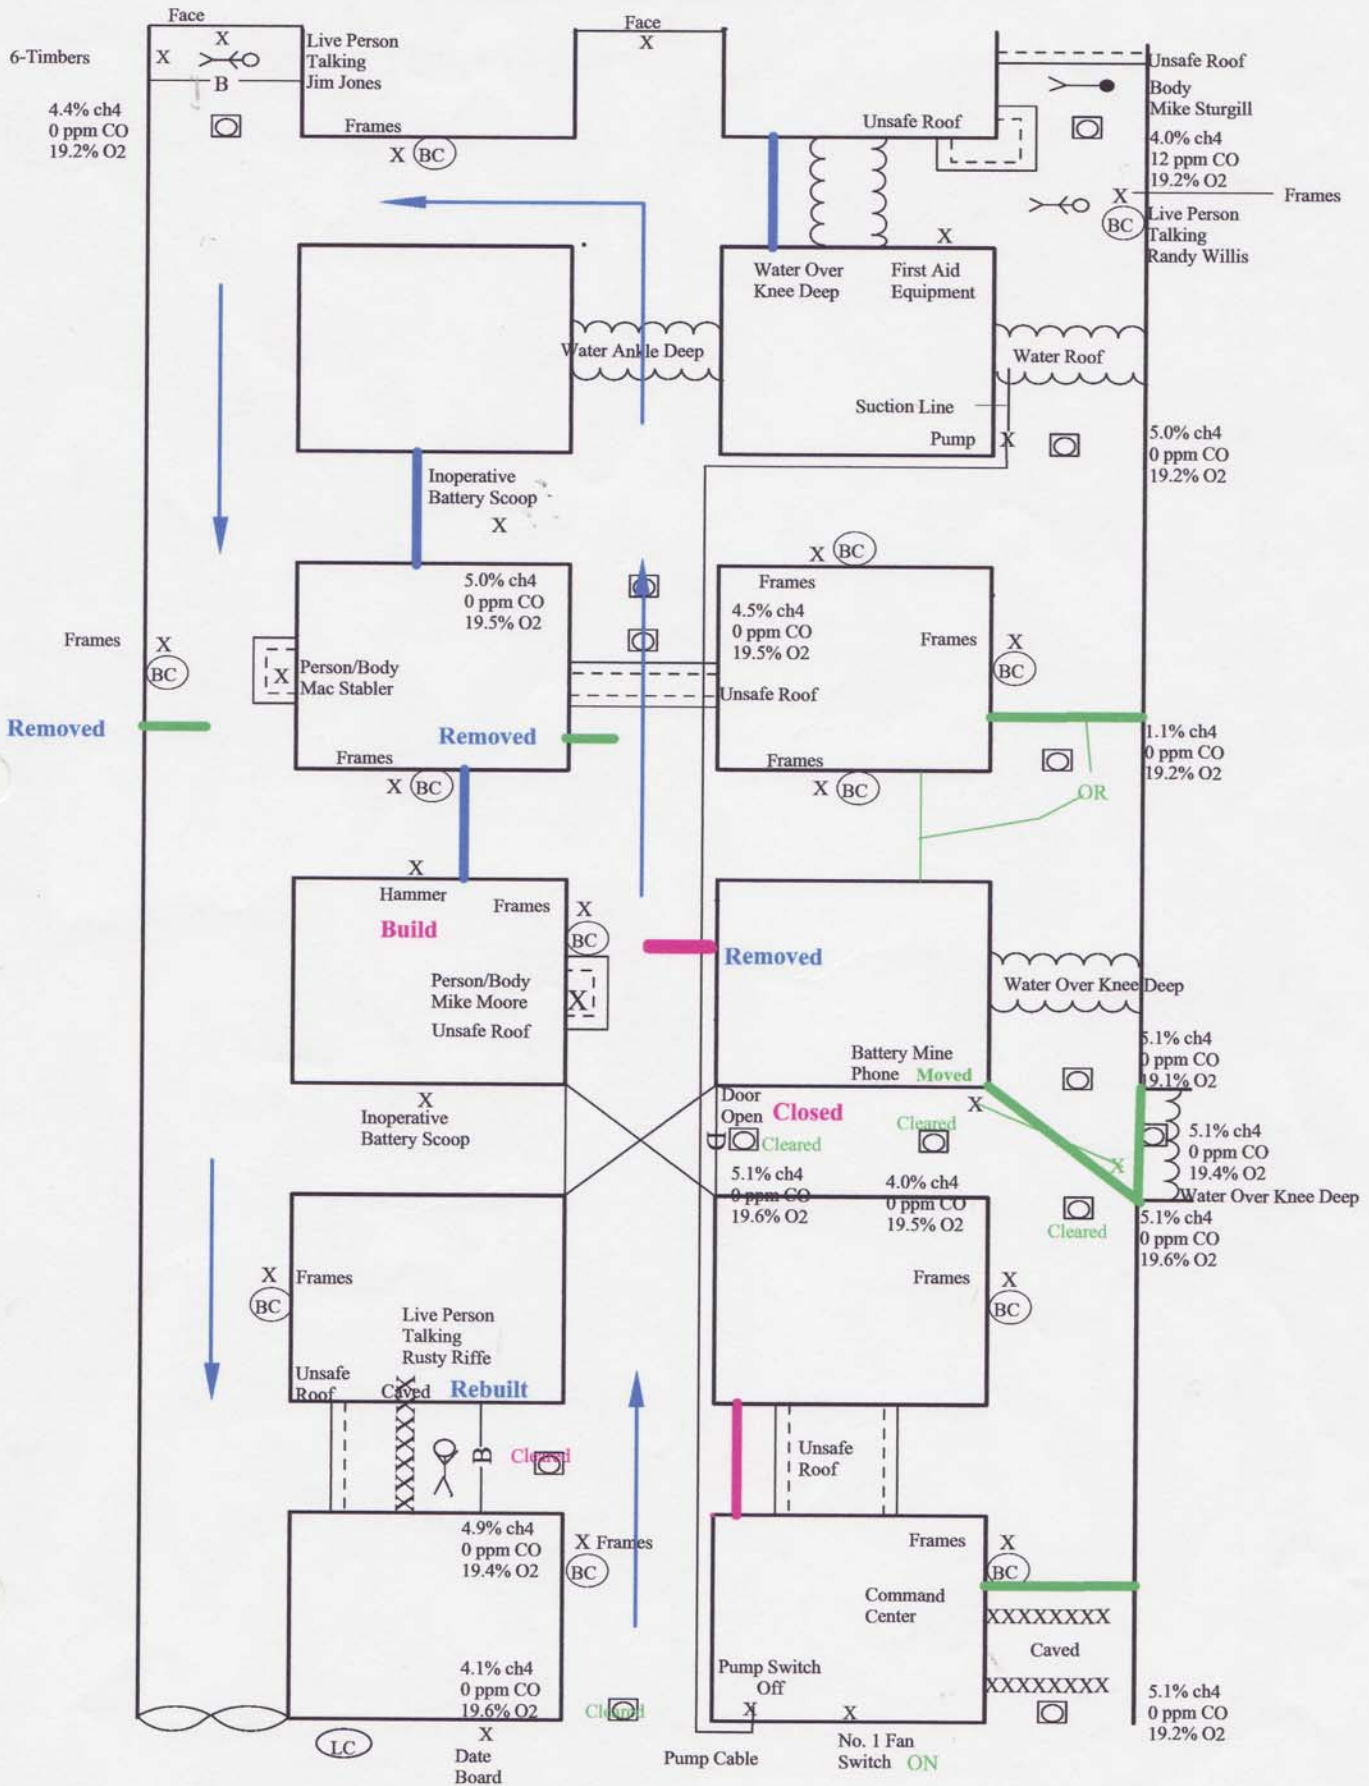 Face
X
6-Timbers
X
B
Live Person
Talking
Jim Jones
4.4% ch4
0 ppm CO
19.2% O2
Frames
X BC
Face
X
Unsafe Roof
Unsafe Roof
Body
Mike Sturgill
4.0% ch4
12 ppm CO
19.2% O2
X
Frames
BC
Live Person
Talking
Randy Willis
X
Water Over
Knee Deep
First Aid
Equipment
Water Ankle Deep
Water Roof
Suction Line
Pump X
5.0% ch4
0 ppm CO
19.2% O2
Inoperative
Battery Scoop
X
5.0% ch4
0 ppm CO
19.5% O2
X BC
Frames
4.5% ch4
0 ppm CO
19.5% O2
Frames X
BC
Frames X
BC
X
Person/Body
Mac Stabler
Unsafe Roof
Removed
Removed
Frames
X BC
Frames
X BC
1.1% ch4
0 ppm CO
19.2% O2
OR
X
Hammer
Frames X
BC
Build
Removed
Person/Body
Mike Moore
X
Unsafe Roof
Water Over Knee Deep
Battery Mine
Phone Moved
5.1% ch4
0 ppm CO
19.1% O2
X
Inoperative
Battery Scoop
Door
Open Closed
D
Cleared
Cleared
X
X
5.1% ch4
0 ppm CO
19.6% O2
4.0% ch4
0 ppm CO
19.5% O2
5.1% ch4
0 ppm CO
19.4% O2
Water Over Knee Deep
Cleared
5.1% ch4
0 ppm CO
19.6% O2
X Frames
BC
Frames X
BC
Live Person
Talking
Rusty Riffe
Unsafe
Roof
Caved Rebuilt
XXXXXXXX
B
Cleared
Unsafe
Roof
4.9% ch4
0 ppm CO
19.4% O2
X Frames
BC
Frames X
BC
Command
Center
XXXXXXXX
Caved
XXXXXXXX
4.1% ch4
0 ppm CO
19.6% O2
Cleared
Pump Switch
Off
X
X
5.1% ch4
0 ppm CO
19.2% O2
LC
X
Date
Board
Pump Cable
No. 1 Fan
Switch ON